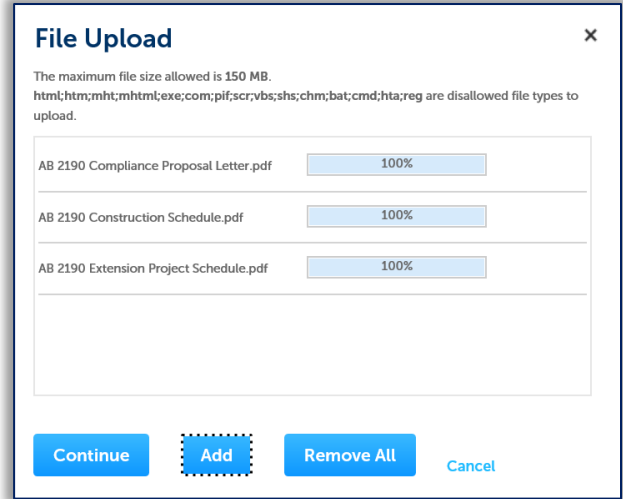 File Upload
×
The maximum file size allowed is 150 MB.
html;htm;mht;mhtml;exe;com;pif;scr;vbs;shs;chm;bat;cmd;hta;reg are disallowed file types to
upload.
AB 2190 Compliance Proposal Letter.pdf 100%
AB 2190 Construction Schedule.pdf 100%
AB 2190 Extension Project Schedule.pdf 100%
Continue Add Remove All Cancel